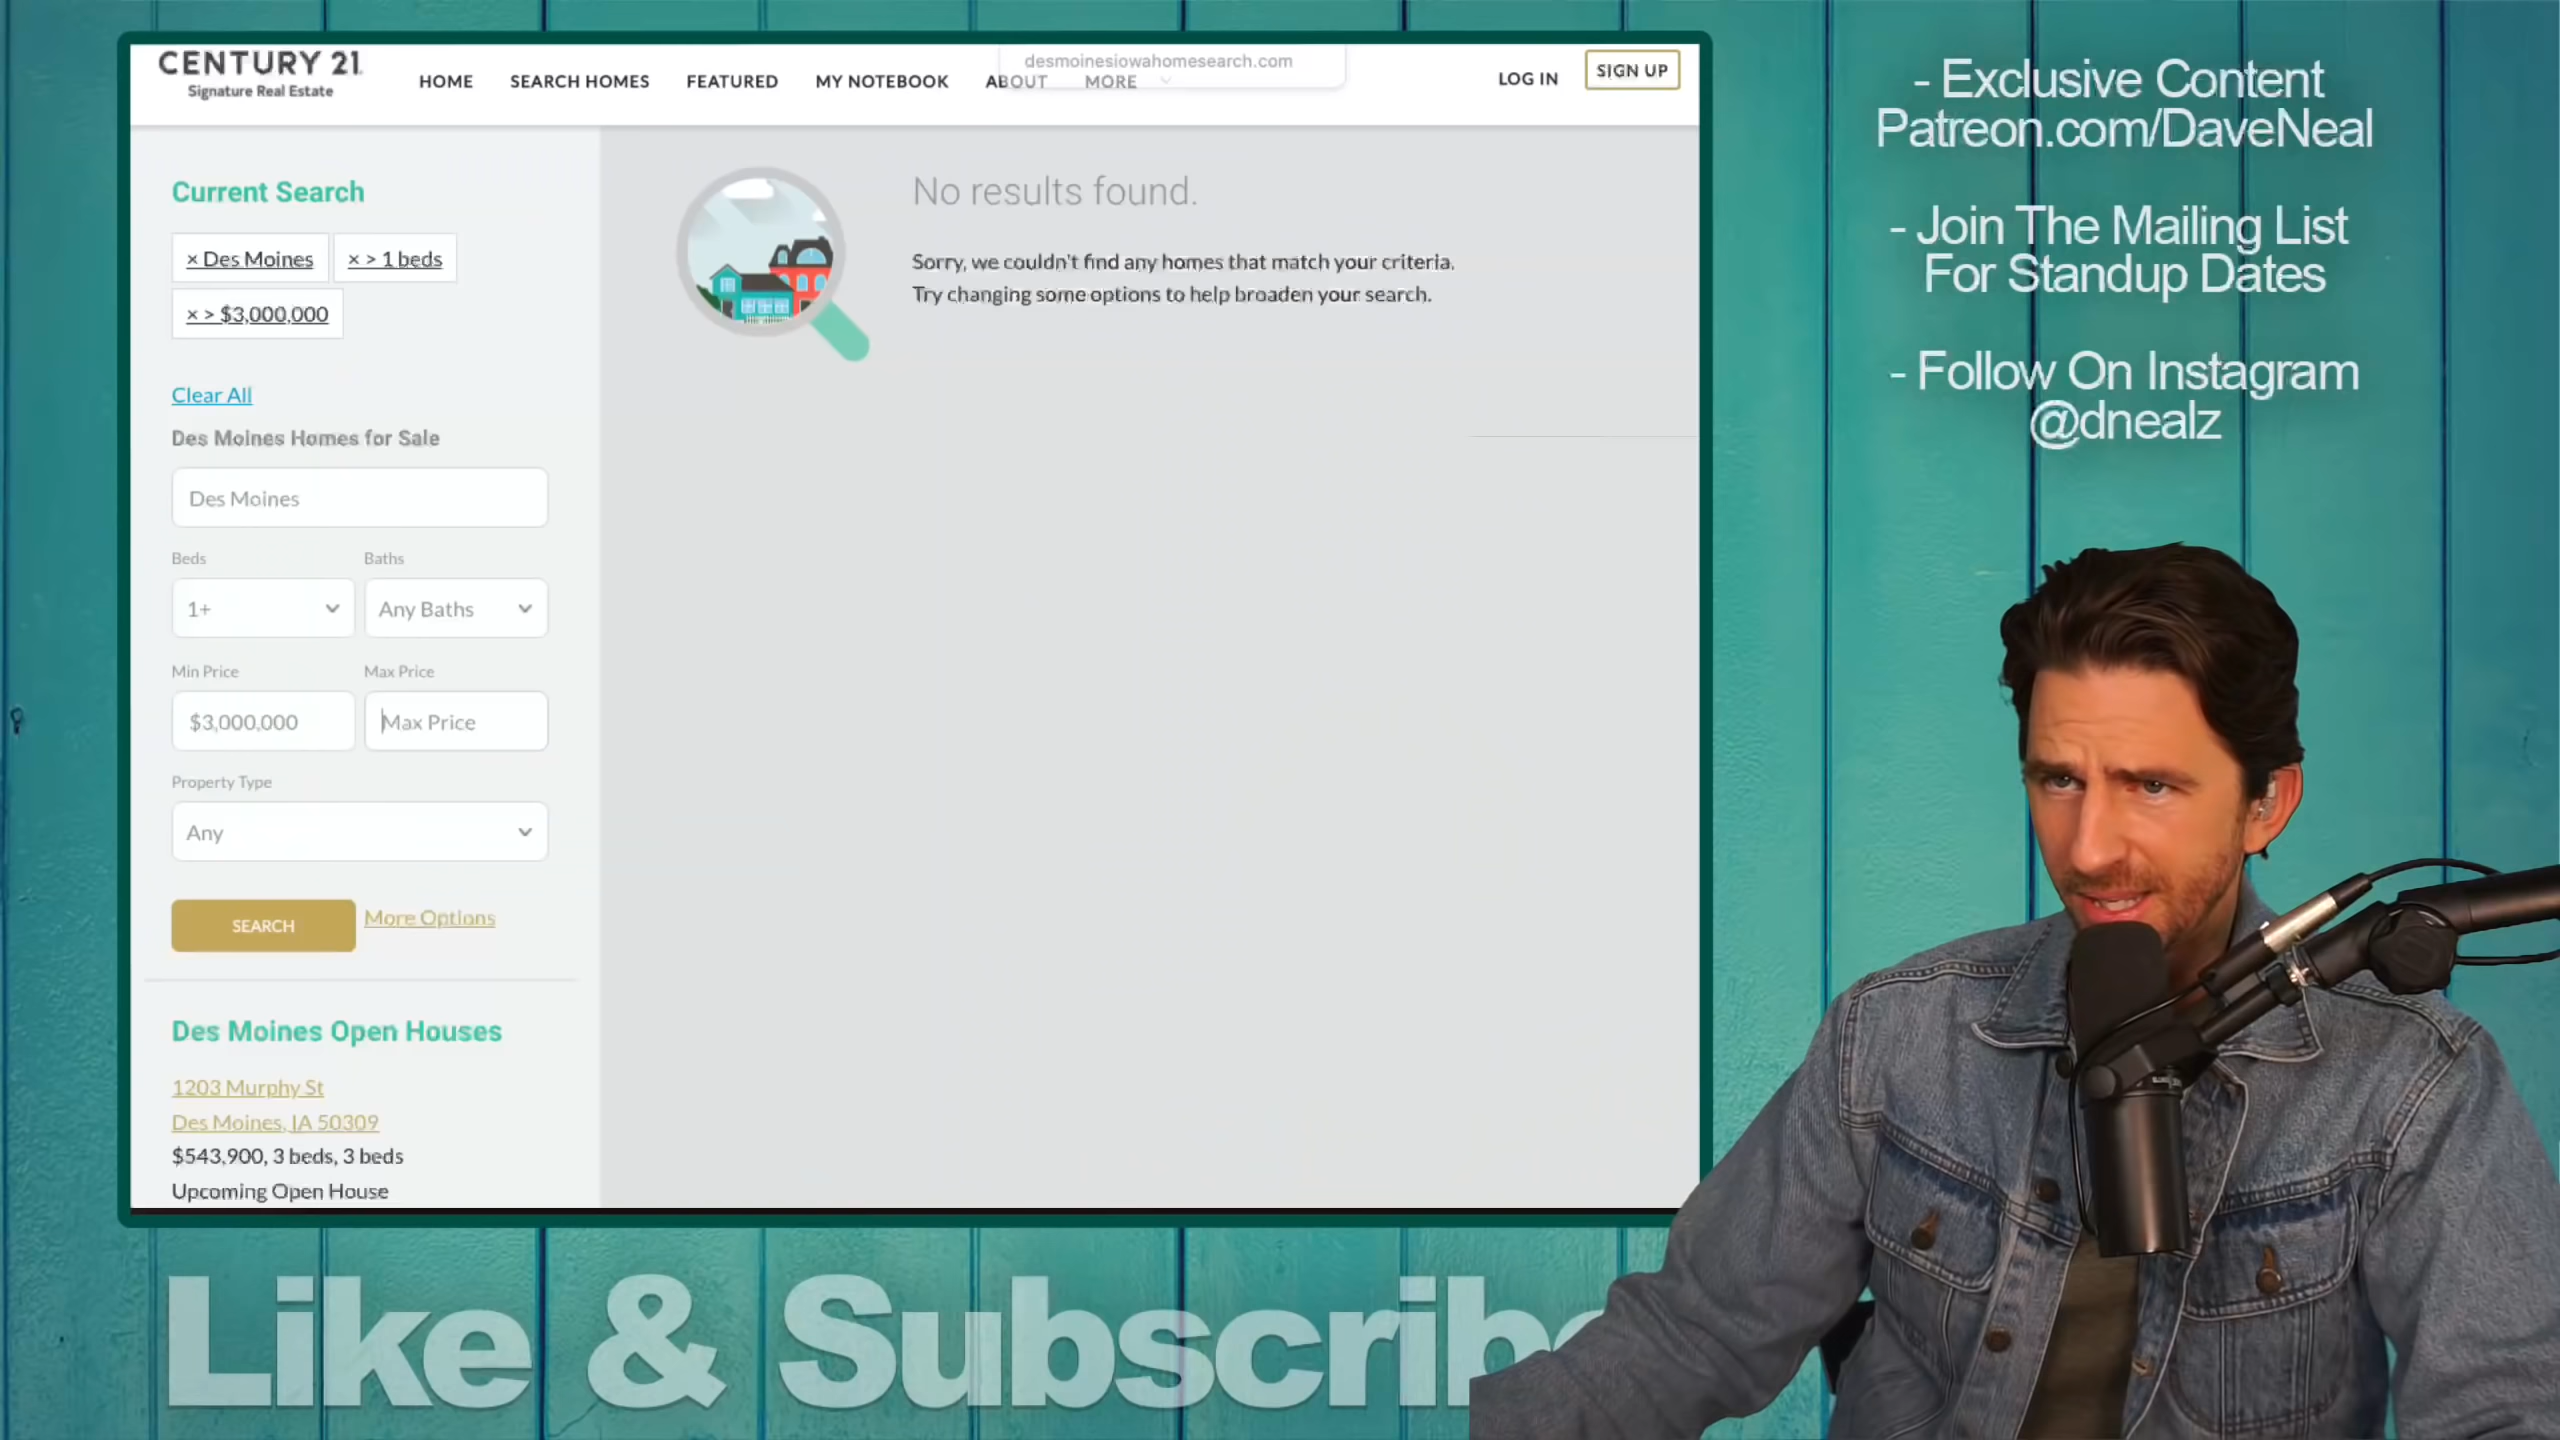 CENTURY 21.
Signature Real Estate
HOME
SEARCH HOMES
FEATURED
MY NOTEBOOK
ABOUT
MORE
desmoinesiowahomesearch.com
LOG IN
SIGN UP
Current Search
× Des Moines
× > 1 beds
× > $3,000,000
Clear All
Des Moines Homes for Sale
Des Moines
Beds
Baths
1+
Any Baths
Min Price
Max Price
$3,000,000
Max Price
Property Type
Any
SEARCH
More Options
Des Moines Open Houses
1203 Murphy St
Des Moines, IA 50309
$543,900, 3 beds, 3 beds
Upcoming Open House
No results found.
Sorry, we couldn't find any homes that match your criteria.
Try changing some options to help broaden your search.
- Exclusive Content
Patreon.com/DaveNeal
- Join The Mailing List
For Standup Dates
- Follow On Instagram
@dnealz
Like & Subscribe